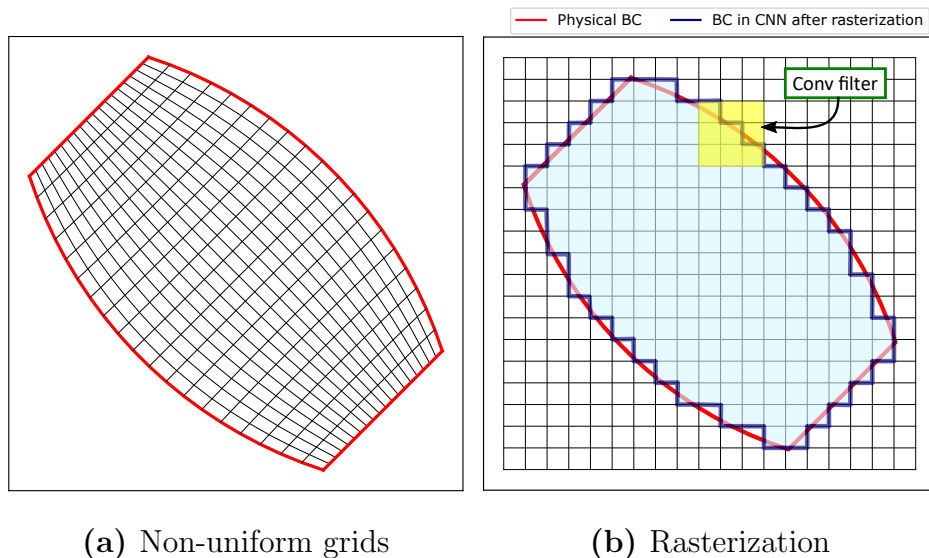 Physical BC BC in CNN after rasterization
Conv filter
(a) Non-uniform grids
(b) Rasterization